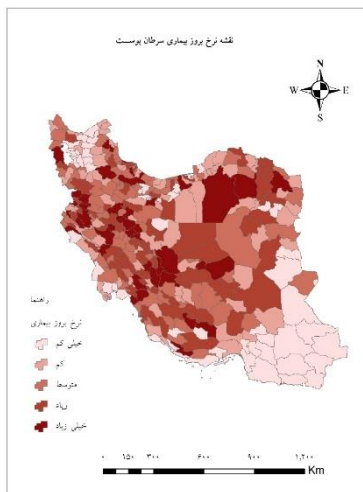 نقشه نرخ بروز بیماری سرطان پوست
N
W E
S
راهنما
نرخ بروز بیماری
خیلی کم
کم
متوسط
زیاد
خیلی زیاد
۰ ۱۵۰ ۳۰۰ ۶۰۰ ۹۰۰ ۱,۲۰۰
Km